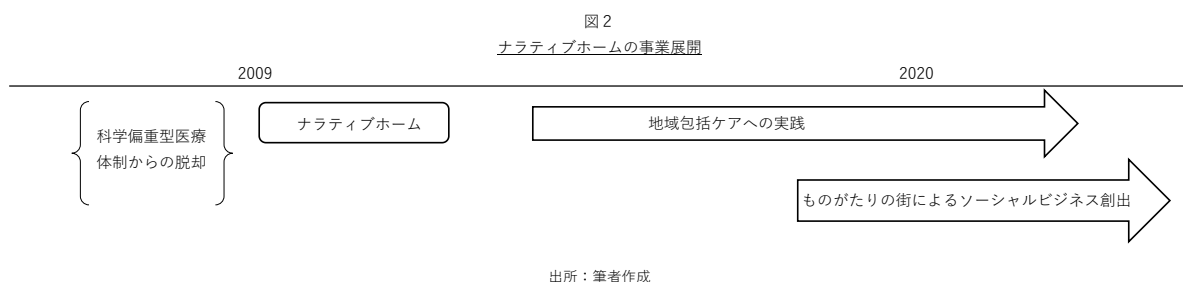 図2
ナラティブホームの事業展開
2009
2020
科学偏重型医療
体制からの脱却
ナラティブホーム
地域包括ケアへの実践
ものがたりの街によるソーシャルビジネス創出
出所：筆者作成